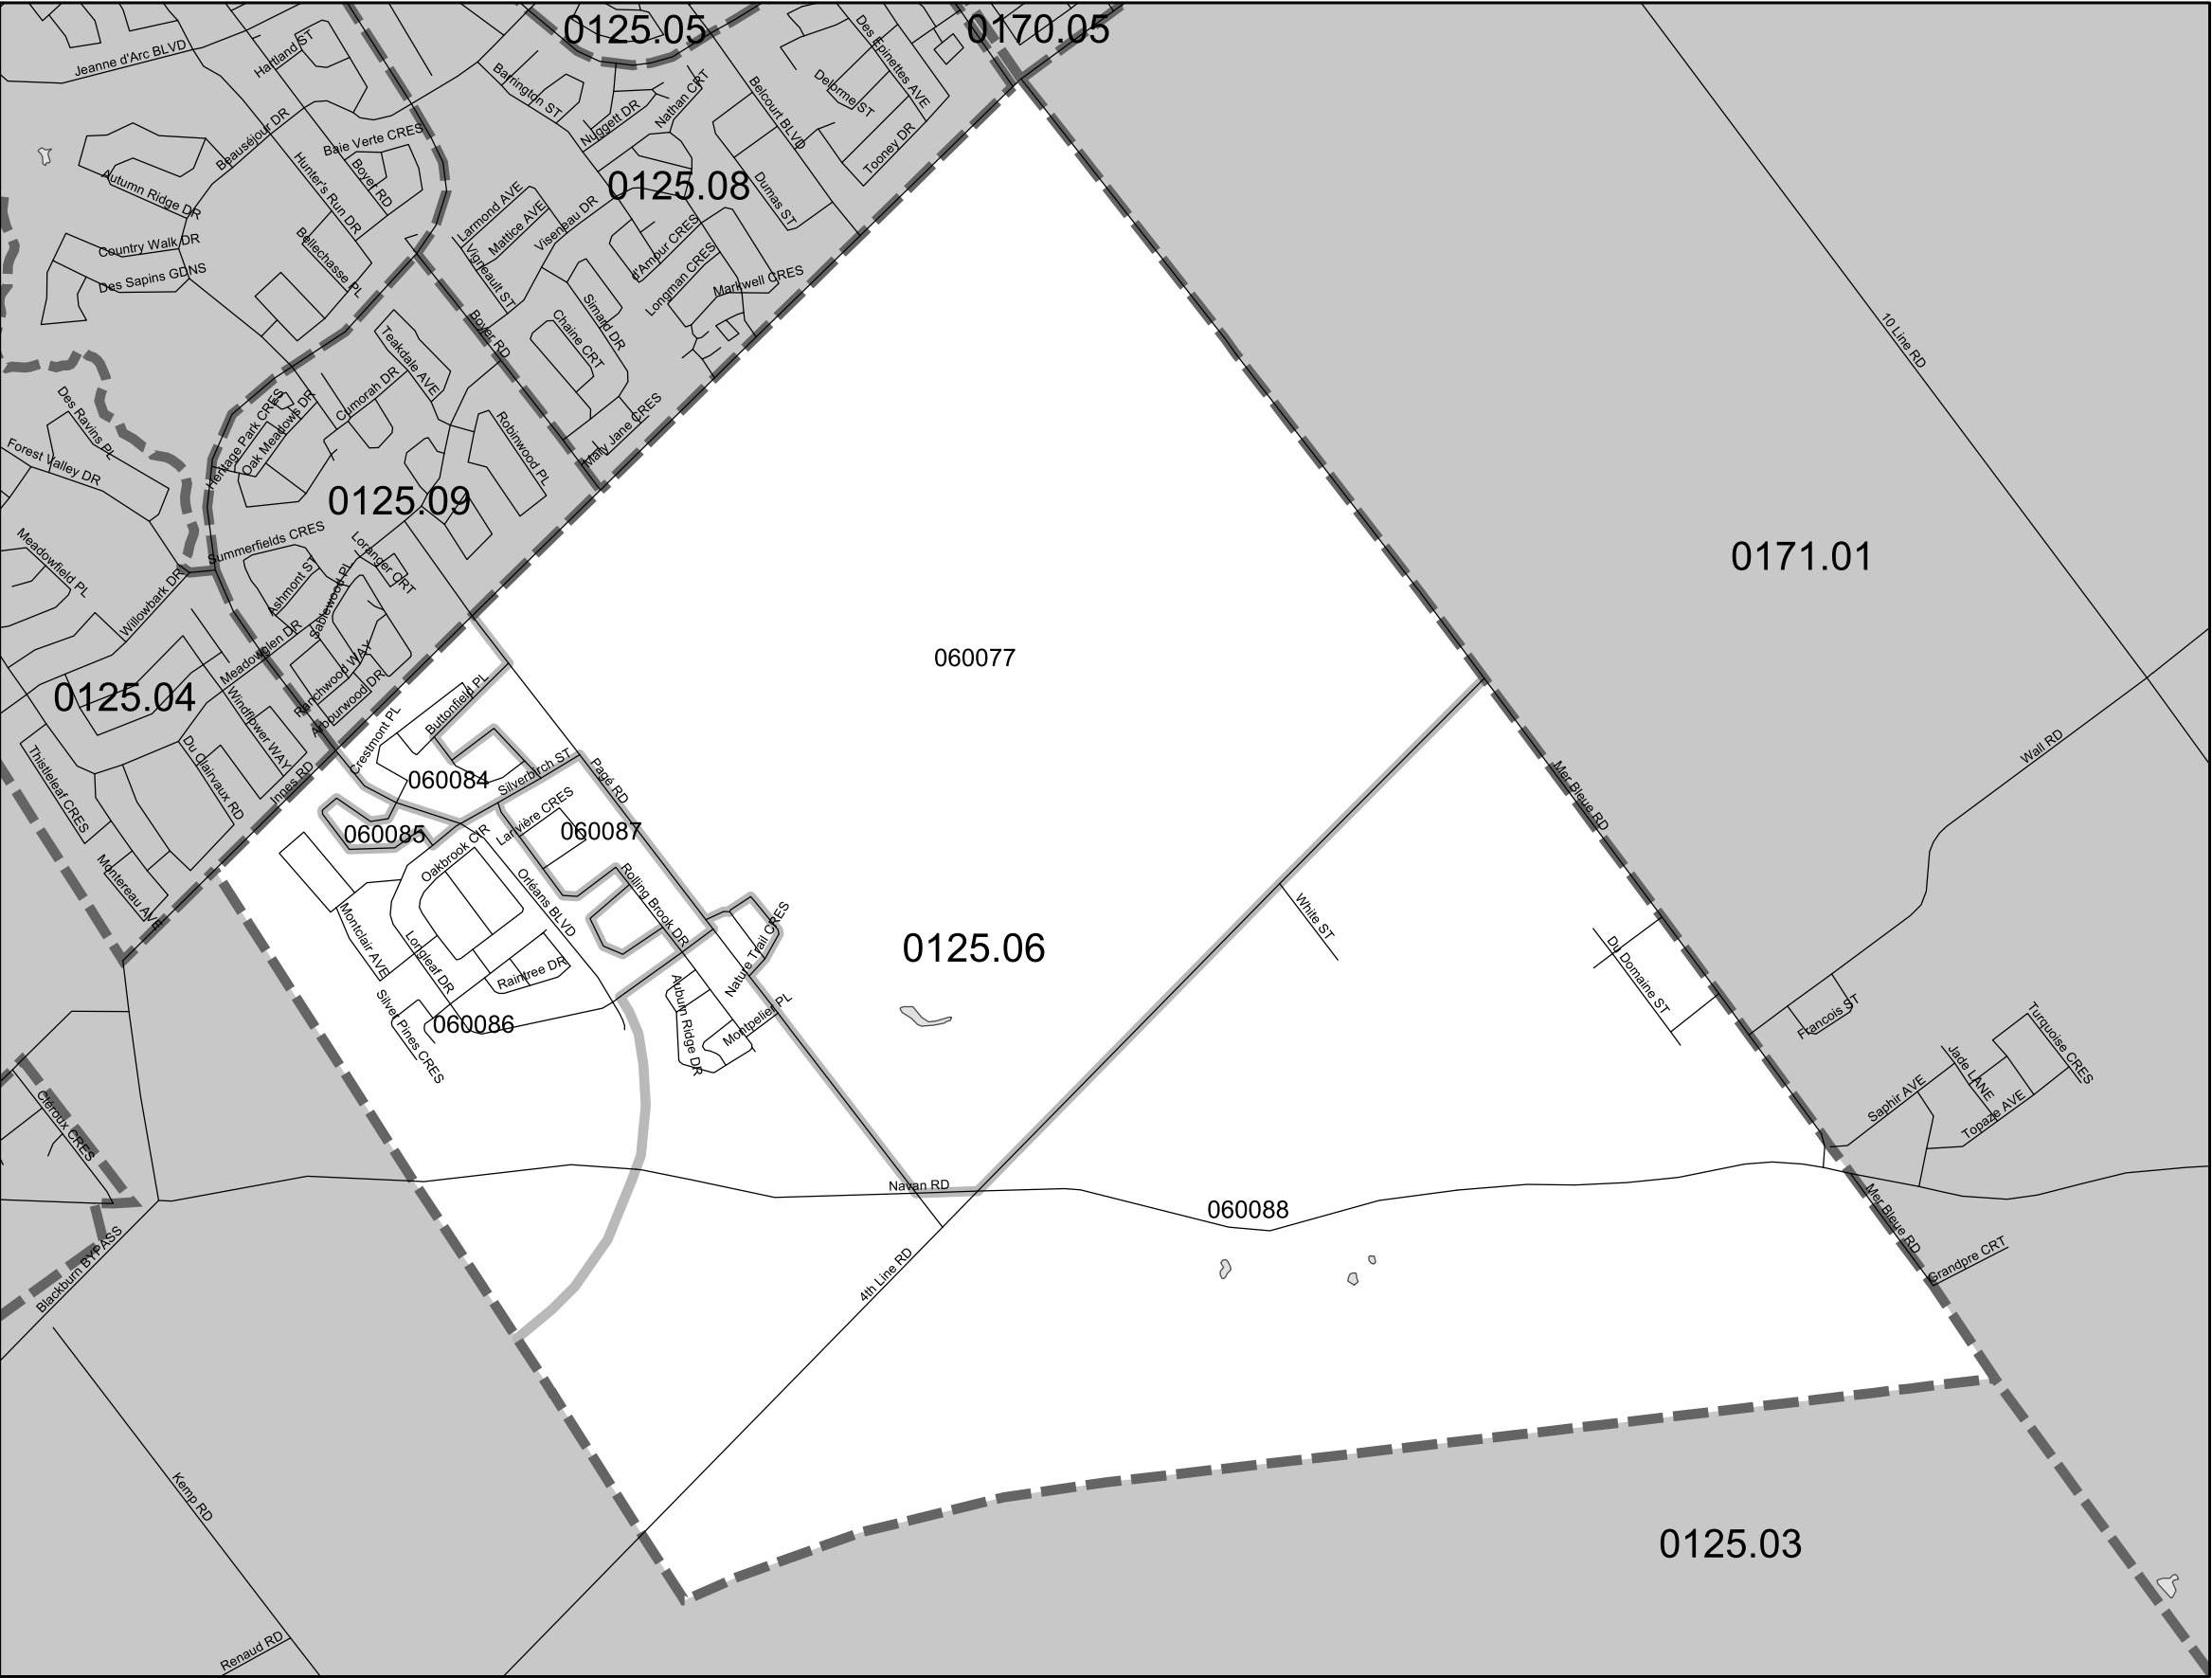 0125.05
0170.05
Jeanne d'Arc BLVD
Hartland ST
Des Epinettes AVE
Barrington ST
Nathan CRT
Belcourt BLVD
Delorme ST
Nuggett DR
Beauséjour DR
Baie Verte CRES
Tooney DR
Hunter's Run DR
Boyer RD
Autumn Ridge DR
0125.08
Dumas ST
Larmond AVE
Mattice AVE
Viseneau DR
Country Walk DR
Bellechasse PL
Vigneault ST
d'Amour CRES
Longman CRES
Des Sapins GDNS
Markwell CRES
Simard DR
Chaine CRT
Boyer RD
10 Line RD
Teakdale AVE
Cumorah DR
Des Ravins PL
Heritage Park CRES
Oak Meadows DR
Robinwood PL
Mary Jane CRES
Forest Valley DR
0125.09
Summerfields CRES
Meadowfield PL
Loranger CRT
Ashmont ST
Sablewood PL
0171.01
Willowbark DR
Meadowglen DR
060077
Ranchwood WAY
Arbourwood DR
0125.04
Windflower WAY
Buttonfield PL
Crestmont PL
Wall RD
Thistleleaf CRES
Du Clairvaux RD
Innes RD
060084
Silverbirch ST
Pagé RD
Mer Bleue RD
Larivière CRES
060085
060087
Oakbrook CIR
Montereau AVE
Orléans BLVD
Rolling Brook DR
White ST
Montclair AVE
Longleaf DR
Nature Trail CRES
0125.06
Raintree DR
Du Domaine ST
Silver Pines CRES
060086
Auburn Ridge DR
Montpelier PL
Francois ST
Turquoise CRES
Jade LANE
Saphir AVE
Topaze AVE
Cléroux CRES
Navan RD
060088
Mer Bleue RD
Blackburn BYPASS
4th Line RD
Grandpre CRT
Kemp RD
0125.03
Renaud RD